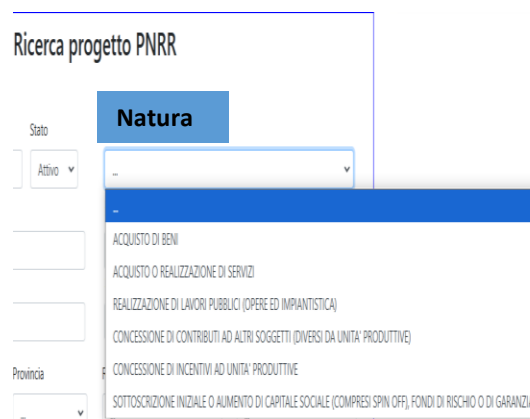 Ricerca progetto PNRR
Stato
Natura
Attivo
...
...
ACQUISTO DI BENI
ACQUISTO O REALIZZAZIONE DI SERVIZI
REALIZZAZIONE DI LAVORI PUBBLICI (OPERE ED IMPIANTISTICA)
CONCESSIONE DI CONTRIBUTI AD ALTRI SOGGETTI (DIVERSI DA UNITA' PRODUTTIVE)
Provincia
CONCESSIONE DI INCENTIVI AD UNITA' PRODUTTIVE
SOTTOSCRIZIONE INIZIALE O AUMENTO DI CAPITALE SOCIALE (COMPRESI SPIN OFF), FONDI DI RISCHIO O DI